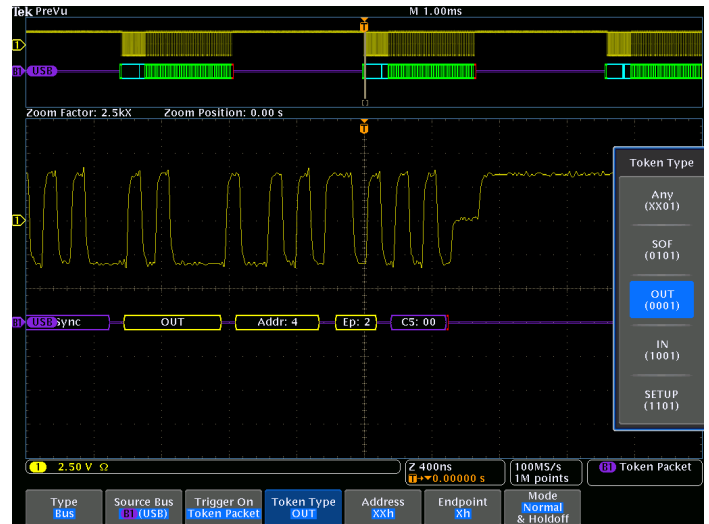 Tek PreVu M 1.00ms
T
1
B1 USB
Zoom Factor: 2.5kX Zoom Position: 0.00 s
T
Token Type
Any
(XX01)
SOF
(0101)
1
OUT
(0001)
B1 USB Sync OUT Addr: 4 Ep: 2 C5: 00
IN
(1001)
SETUP
(1101)
1 2.50 V Ω
Z 400ns
T→▼0.00000 s
100MS/s
1M points
B1 Token Packet
Type
Bus
Source Bus
B1 (USB)
Trigger On
Token Packet
Token Type
OUT
Address
XXh
Endpoint
Xh
Mode
Normal
& Holdoff